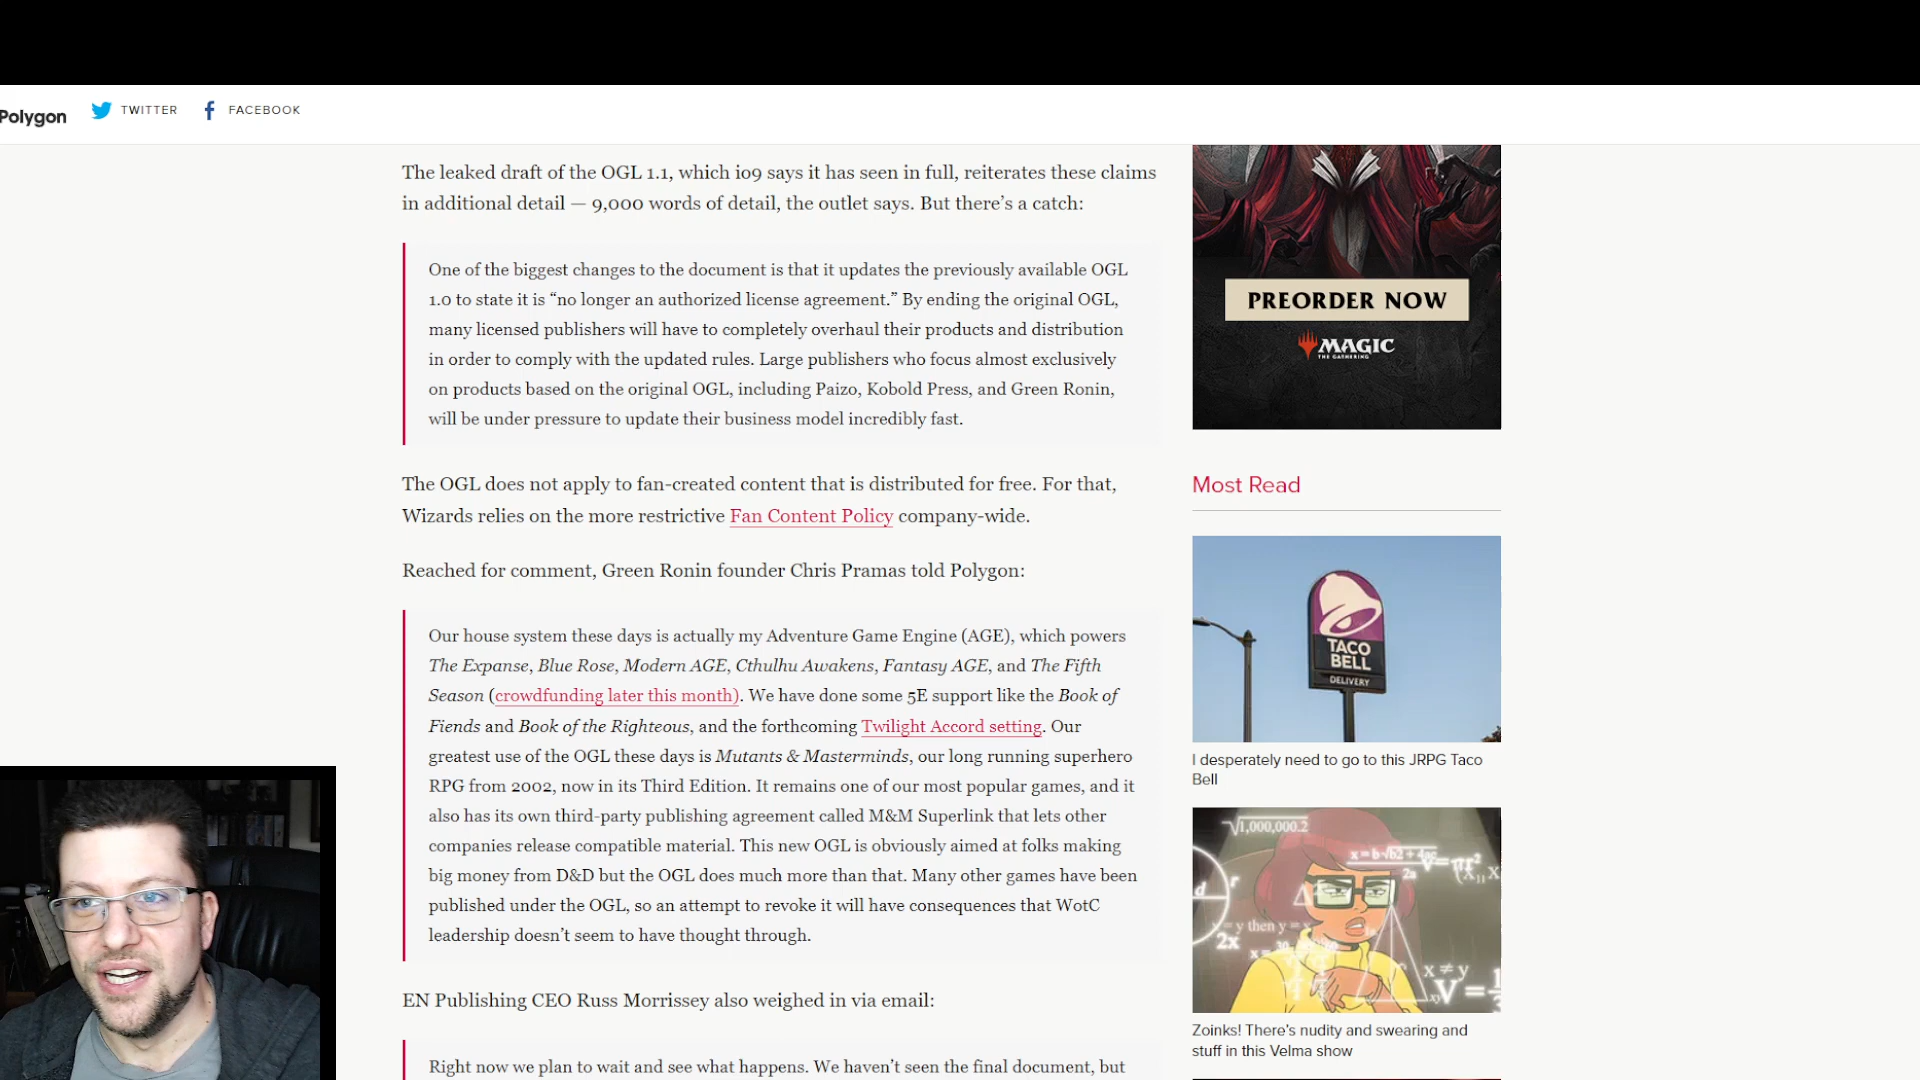 Polygon
TWITTER
FACEBOOK
The leaked draft of the OGL 1.1, which io9 says it has seen in full, reiterates these claims
in additional detail — 9,000 words of detail, the outlet says. But there’s a catch:
One of the biggest changes to the document is that it updates the previously available OGL
1.0 to state it is “no longer an authorized license agreement.” By ending the original OGL,
many licensed publishers will have to completely overhaul their products and distribution
in order to comply with the updated rules. Large publishers who focus almost exclusively
on products based on the original OGL, including Paizo, Kobold Press, and Green Ronin,
will be under pressure to update their business model incredibly fast.
The OGL does not apply to fan-created content that is distributed for free. For that,
Wizards relies on the more restrictive Fan Content Policy company-wide.
Reached for comment, Green Ronin founder Chris Pramas told Polygon:
Our house system these days is actually my Adventure Game Engine (AGE), which powers
The Expanse, Blue Rose, Modern AGE, Cthulhu Awakens, Fantasy AGE, and The Fifth
Season (crowdfunding later this month). We have done some 5E support like the Book of
Fiends and Book of the Righteous, and the forthcoming Twilight Accord setting. Our
greatest use of the OGL these days is Mutants & Masterminds, our long running superhero
RPG from 2002, now in its Third Edition. It remains one of our most popular games, and it
also has its own third-party publishing agreement called M&M Superlink that lets other
companies release compatible material. This new OGL is obviously aimed at folks making
big money from D&D but the OGL does much more than that. Many other games have been
published under the OGL, so an attempt to revoke it will have consequences that WotC
leadership doesn’t seem to have thought through.
EN Publishing CEO Russ Morrissey also weighed in via email:
Right now we plan to wait and see what happens. We haven’t seen the final document, but
PREORDER NOW
MAGIC
THE GATHERING
Most Read
TACO
BELL
DELIVERY
I desperately need to go to this JRPG Taco
Bell
√1,000,000.2
2a
y then y =
2x
x ≠ y
V =
Zoinks! There’s nudity and swearing and
stuff in this Velma show